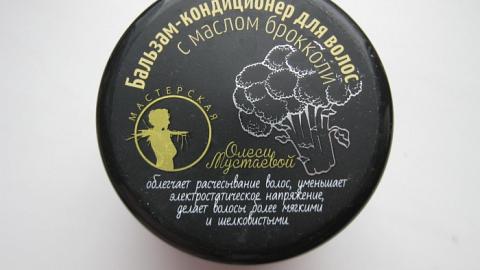 Бальзам-кондиционер для волос
с маслом брокколи
МАСТЕРСКАЯ
Олеси
Мустаевой
облегчает расчесывание волос, уменьшает
электростатическое напряжение,
делает волосы более мягкими
и шелковистыми